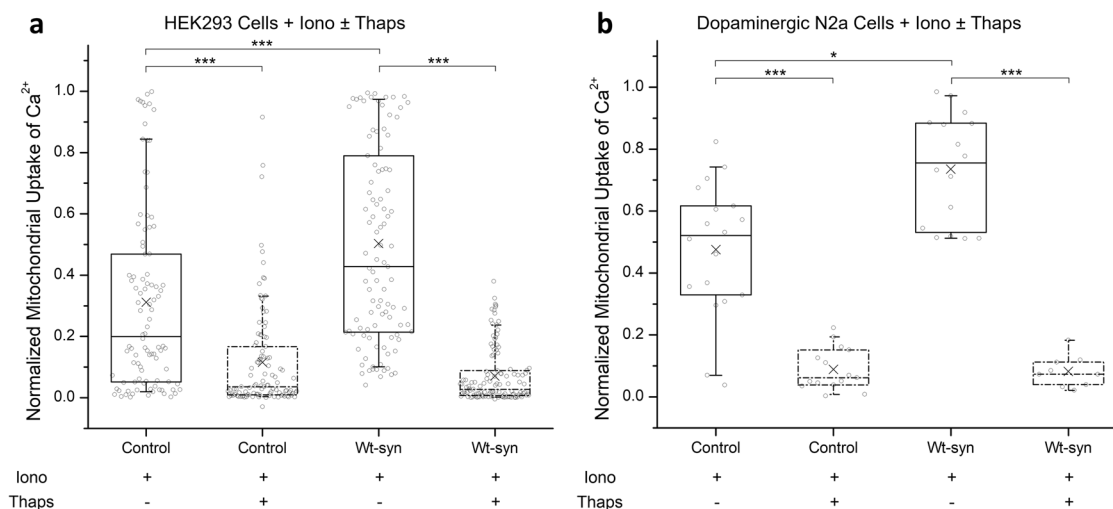 a
HEK293 Cells + Iono ± Thaps
***
***
***
Normalized Mitochondrial Uptake of Ca²⁺
1.0
0.8
0.6
0.4
0.2
0.0
Control Control Wt-syn Wt-syn
Iono + + + +
Thaps - + - +
b
Dopaminergic N2a Cells + Iono ± Thaps
*
***
***
Normalized Mitochondrial Uptake of Ca²⁺
1.0
0.8
0.6
0.4
0.2
0.0
Control Control Wt-syn Wt-syn
Iono + + + +
Thaps - + - +